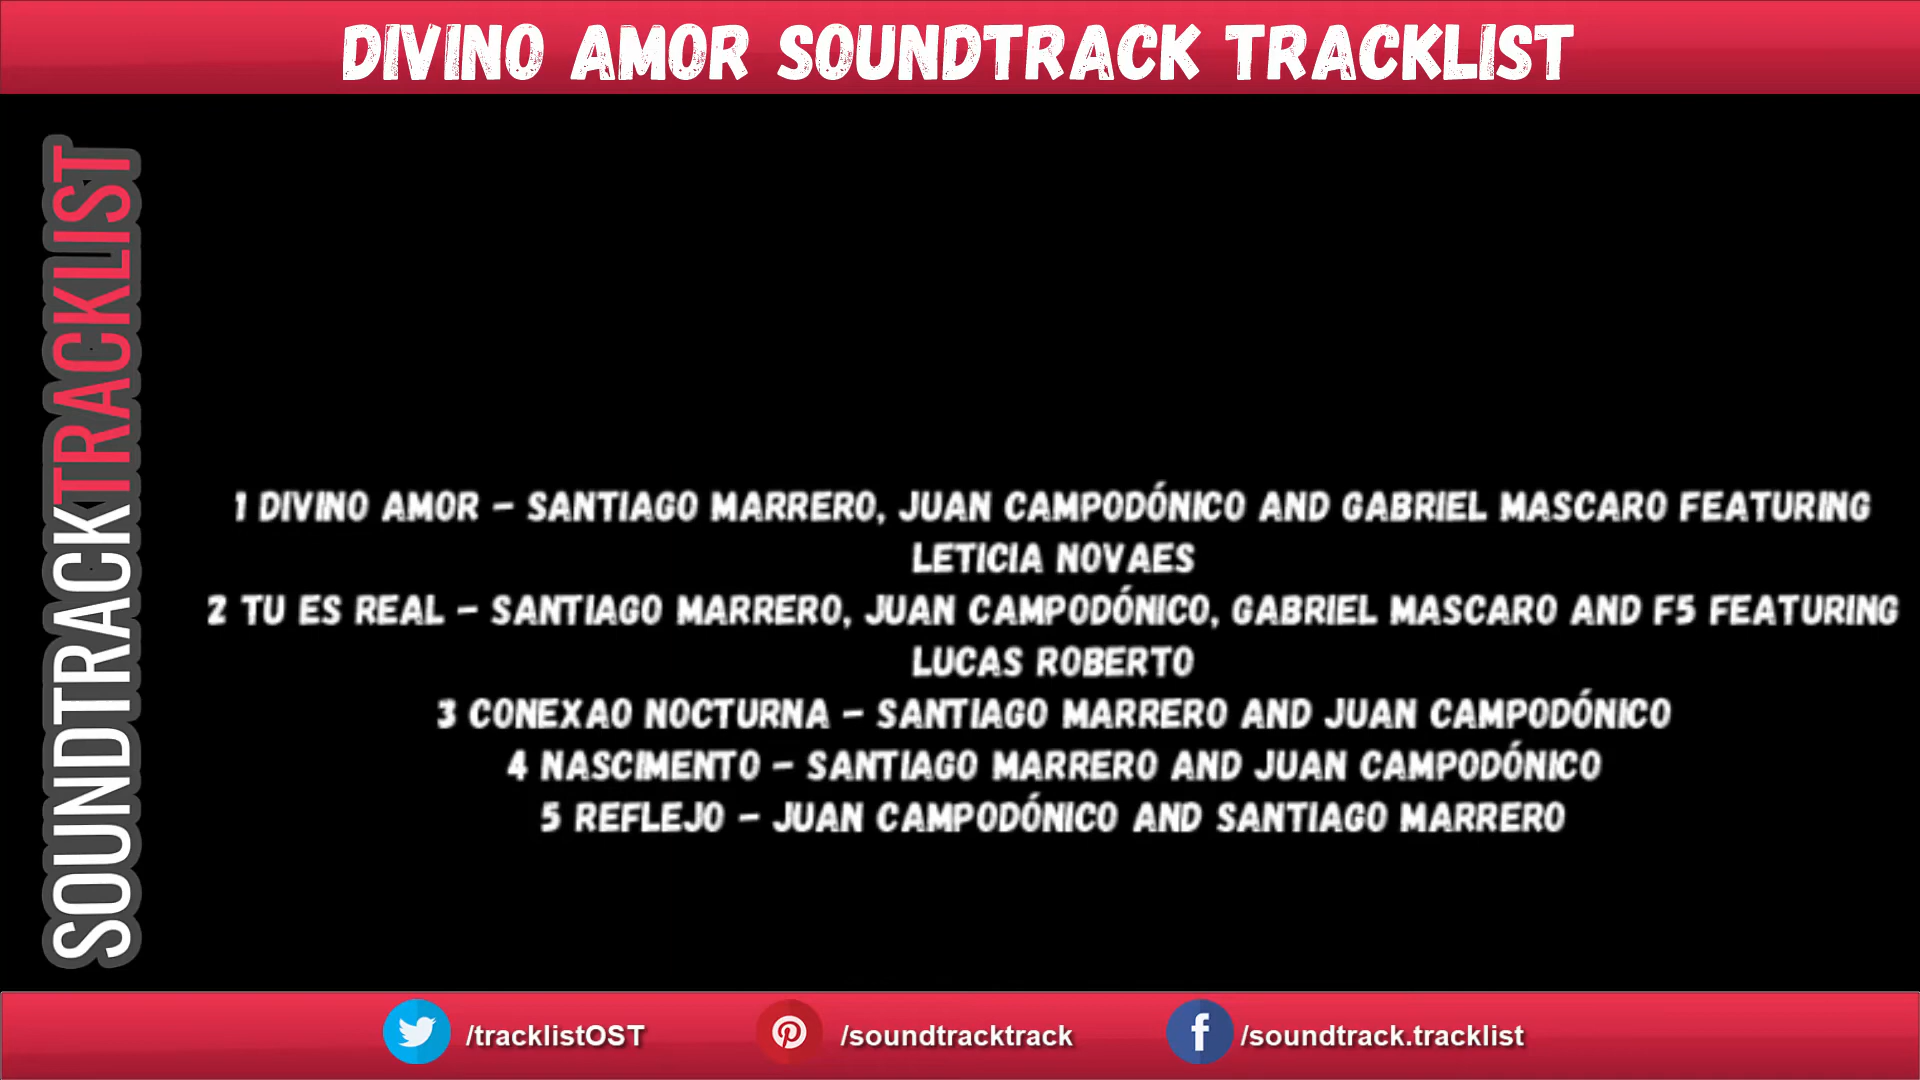 DIVINO AMOR SOUNDTRACK TRACKLIST
SOUNDTRACKTRACKLIST
1 DIVINO AMOR – SANTIAGO MARRERO, JUAN CAMPODÓNICO AND GABRIEL MASCARO FEATURING
LETICIA NOVAES
2 TU ES REAL – SANTIAGO MARRERO, JUAN CAMPODÓNICO, GABRIEL MASCARO AND F5 FEATURING
LUCAS ROBERTO
3 CONEXAO NOCTURNA – SANTIAGO MARRERO AND JUAN CAMPODÓNICO
4 NASCIMENTO – SANTIAGO MARRERO AND JUAN CAMPODÓNICO
5 REFLEJO – JUAN CAMPODÓNICO AND SANTIAGO MARRERO
/tracklistOST /soundtracktrack /soundtrack.tracklist